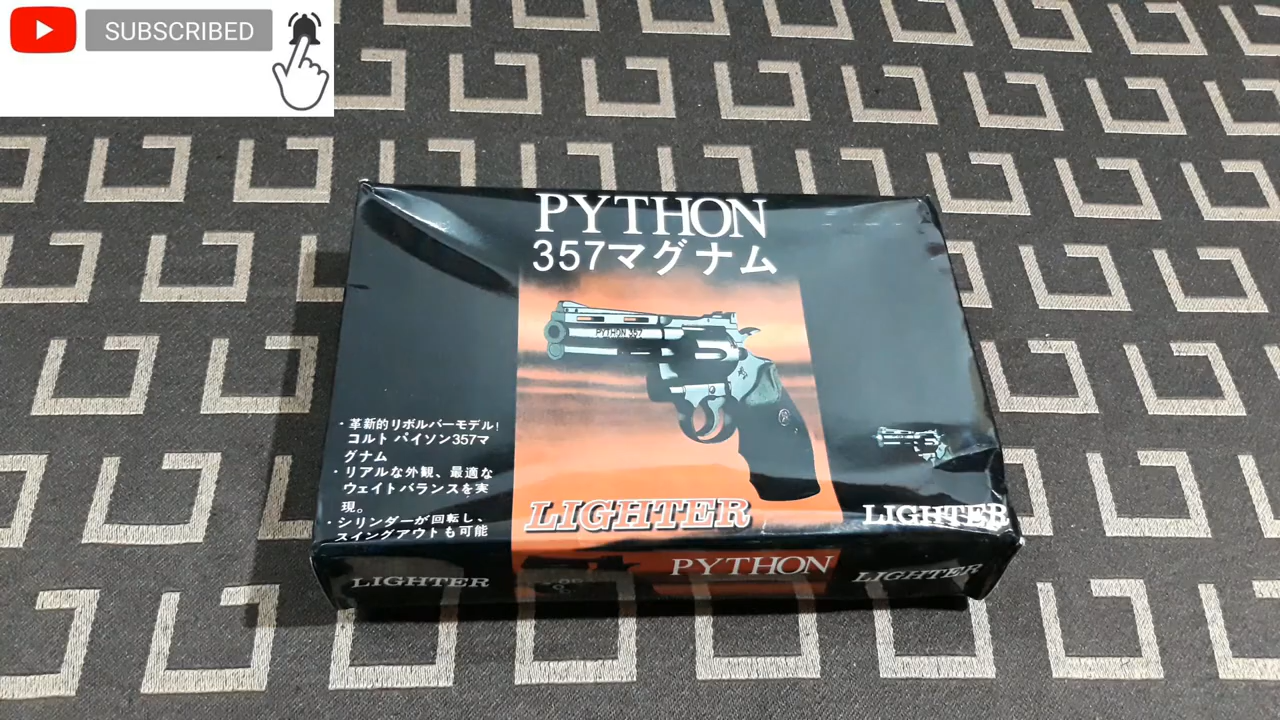 SUBSCRIBED
PYTHON
357マグナム
PYTHON 357
・革新的リボルバーモデル!
コルト パイソン357マ
グナム
・リアルな外観、最適な
ウェイトバランスを実
現。
・シリンダーが回転し、
スイングアウトも可能
LIGHTER
LIGHTER
LIGHTER
PYTHON
LIGHTER